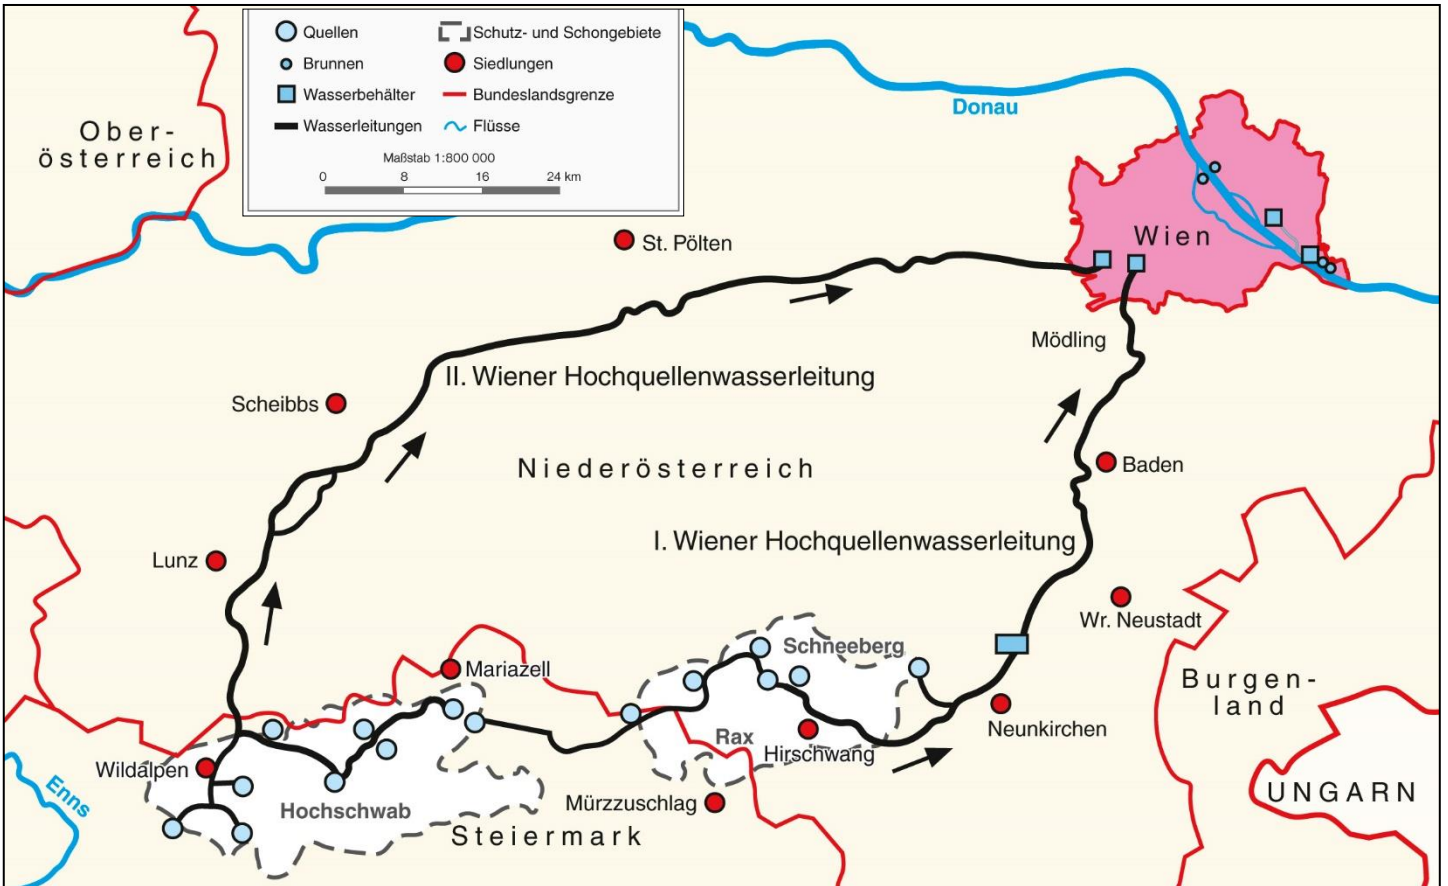 Quellen
Brunnen
Wasserbehälter
Wasserleitungen
Schutz- und Schongebiete
Siedlungen
Bundeslandsgrenze
Flüsse
Maßstab 1:800 000
0 8 16 24 km
Ober-
österreich
Donau
Wien
St. Pölten
Mödling
II. Wiener Hochquellenwasserleitung
Scheibbs
Niederösterreich
Baden
I. Wiener Hochquellenwasserleitung
Lunz
Wr. Neustadt
Schneeberg
Mariazell
Burgen-
land
Neunkirchen
Rax
Hirschwang
Wildalpen
Enns
Hochschwab
Mürzzuschlag
UNGARN
Steiermark